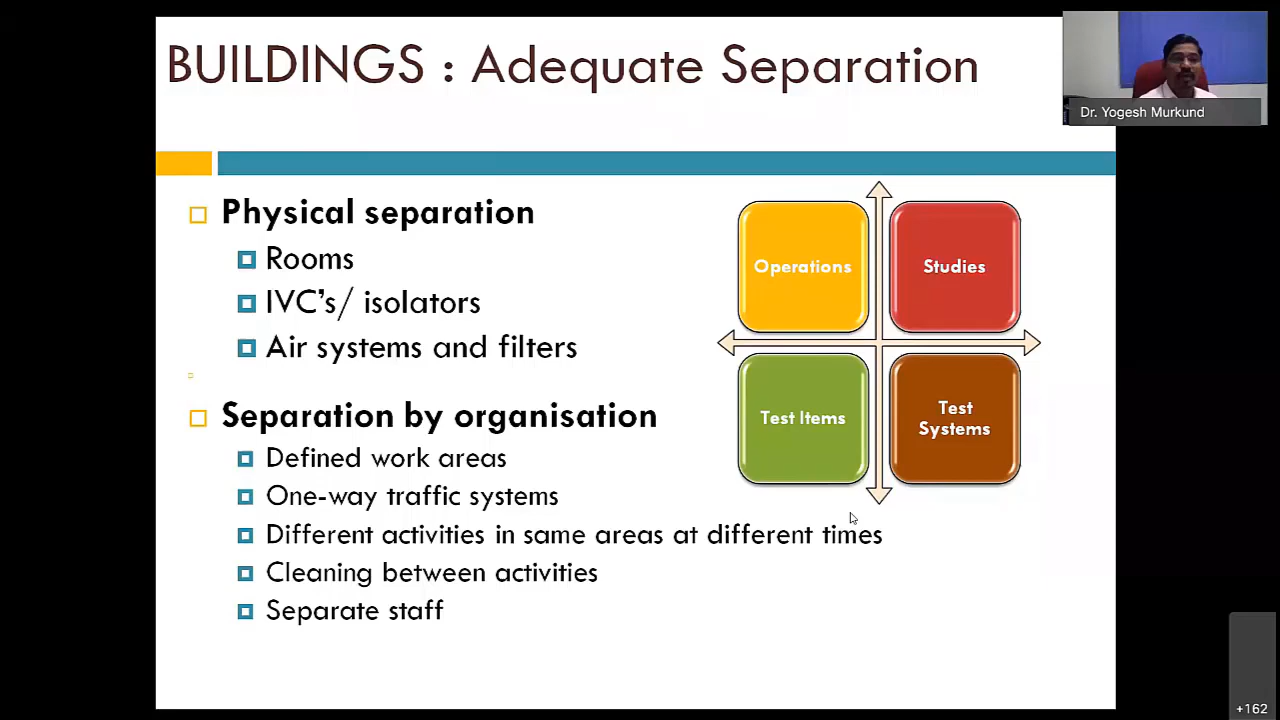 BUILDINGS : Adequate Separation
Dr. Yogesh Murkund
Physical separation
Rooms
IVC's/ isolators
Air systems and filters
Separation by organisation
Defined work areas
One-way traffic systems
Different activities in same areas at different times
Cleaning between activities
Separate staff
Operations
Studies
Test Items
Test
Systems
+162